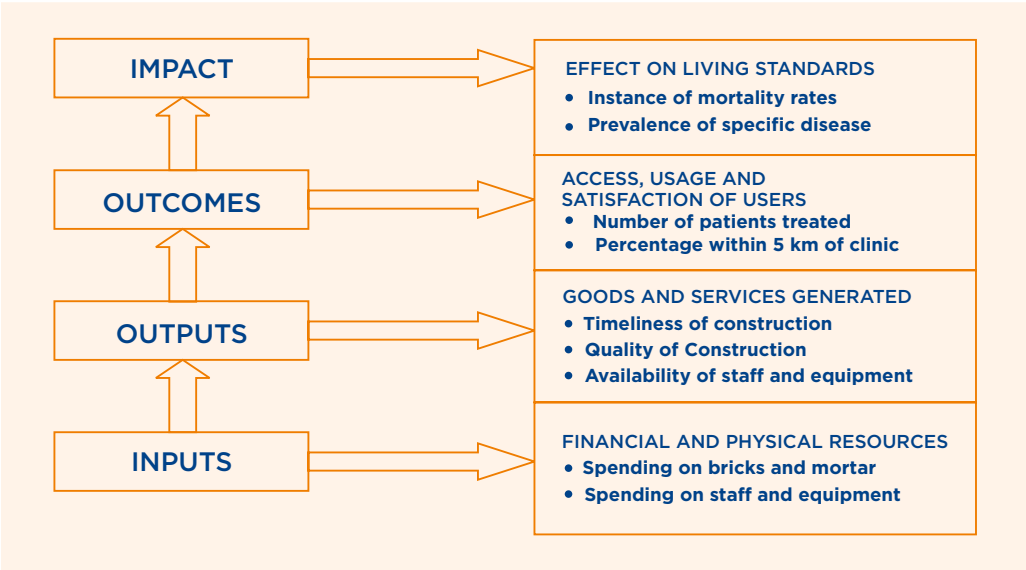 IMPACT
EFFECT ON LIVING STANDARDS
• Instance of mortality rates
• Prevalence of specific disease
OUTCOMES
ACCESS, USAGE AND
SATISFACTION OF USERS
• Number of patients treated
• Percentage within 5 km of clinic
OUTPUTS
GOODS AND SERVICES GENERATED
• Timeliness of construction
• Quality of Construction
• Availability of staff and equipment
INPUTS
FINANCIAL AND PHYSICAL RESOURCES
• Spending on bricks and mortar
• Spending on staff and equipment